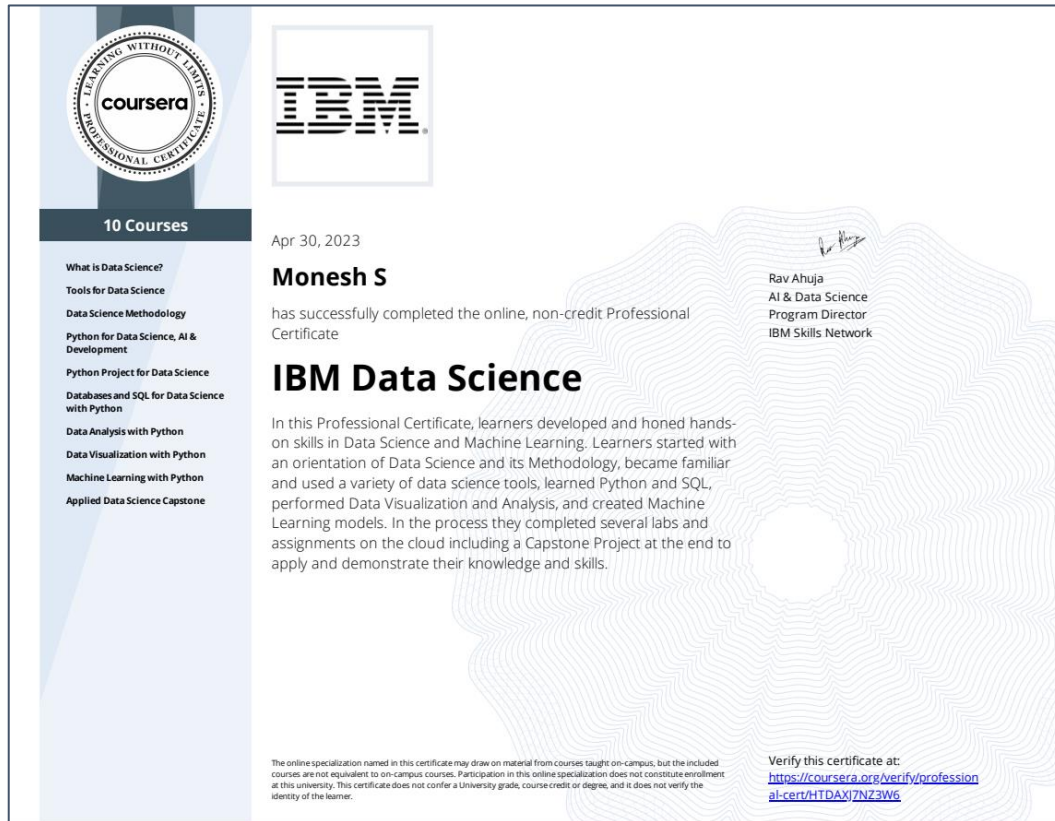 LEARNING WITHOUT LIMITS
coursera
PROFESSIONAL CERTIFICATE
10 Courses
What is Data Science?
Tools for Data Science
Data Science Methodology
Python for Data Science, AI &
Development
Python Project for Data Science
Databases and SQL for Data Science
with Python
Data Analysis with Python
Data Visualization with Python
Machine Learning with Python
Applied Data Science Capstone
IBM®
Apr 30, 2023
Monesh S
has successfully completed the online, non-credit Professional
Certificate
IBM Data Science
In this Professional Certificate, learners developed and honed hands-
on skills in Data Science and Machine Learning. Learners started with
an orientation of Data Science and its Methodology, became familiar
and used a variety of data science tools, learned Python and SQL,
performed Data Visualization and Analysis, and created Machine
Learning models. In the process they completed several labs and
assignments on the cloud including a Capstone Project at the end to
apply and demonstrate their knowledge and skills.
The online specialization named in this certificate may draw on material from courses taught on-campus, but the included
courses are not equivalent to on-campus courses. Participation in this online specialization does not constitute enrollment
at this university. This certificate does not confer a University grade, course credit or degree, and it does not verify the
identity of the learner.
Rav Ahuja
Rav Ahuja
AI & Data Science
Program Director
IBM Skills Network
Verify this certificate at:
https://coursera.org/verify/profession
al-cert/HTDAXJ7NZ3W6